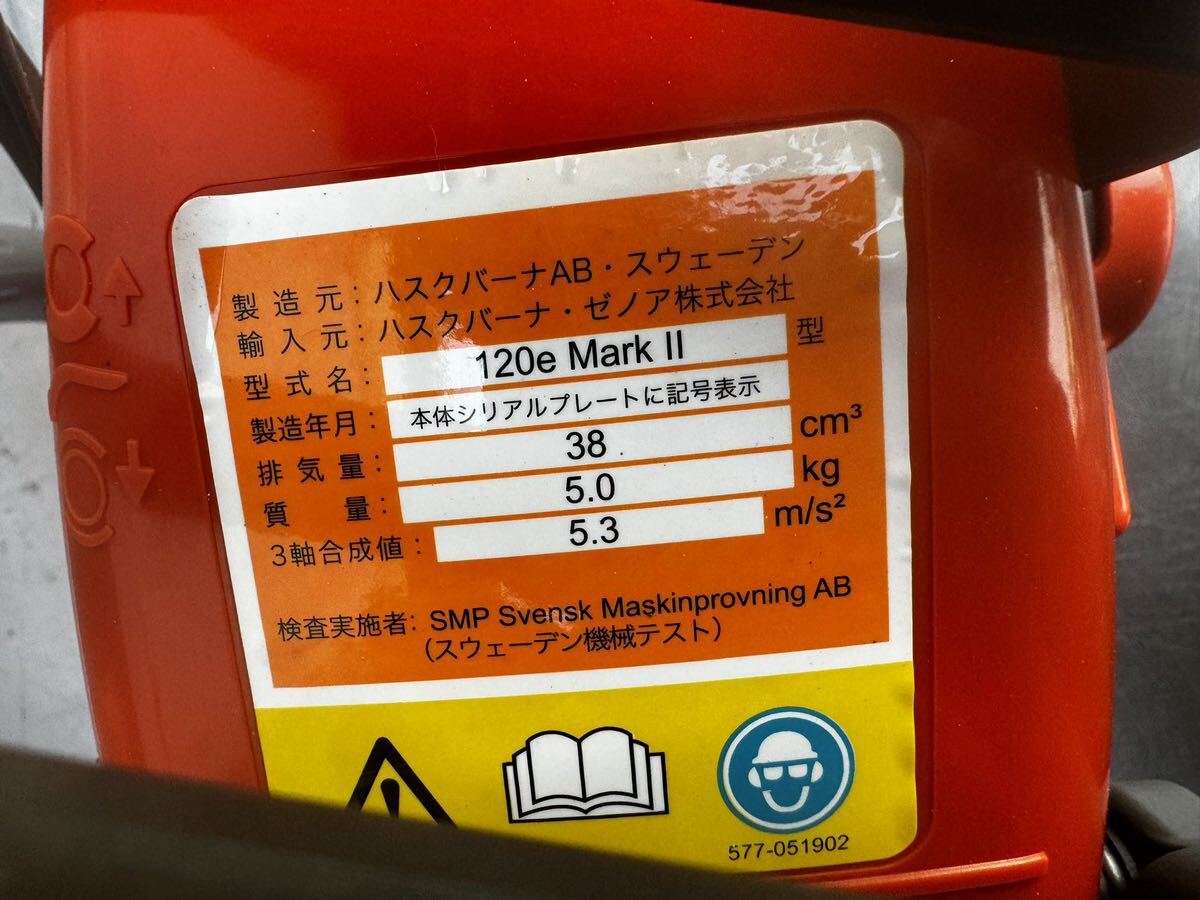 製造元：ハスクバーナAB・スウェーデン
輸入元：ハスクバーナ・ゼノア株式会社
型式名：120e Mark II 型
製造年月：本体シリアルプレートに記号表示
排気量：38 cm³
質量：5.0 kg
3軸合成値：5.3 m/s²
検査実施者：SMP Svensk Maskinprovning AB
（スウェーデン機械テスト）
577-051902